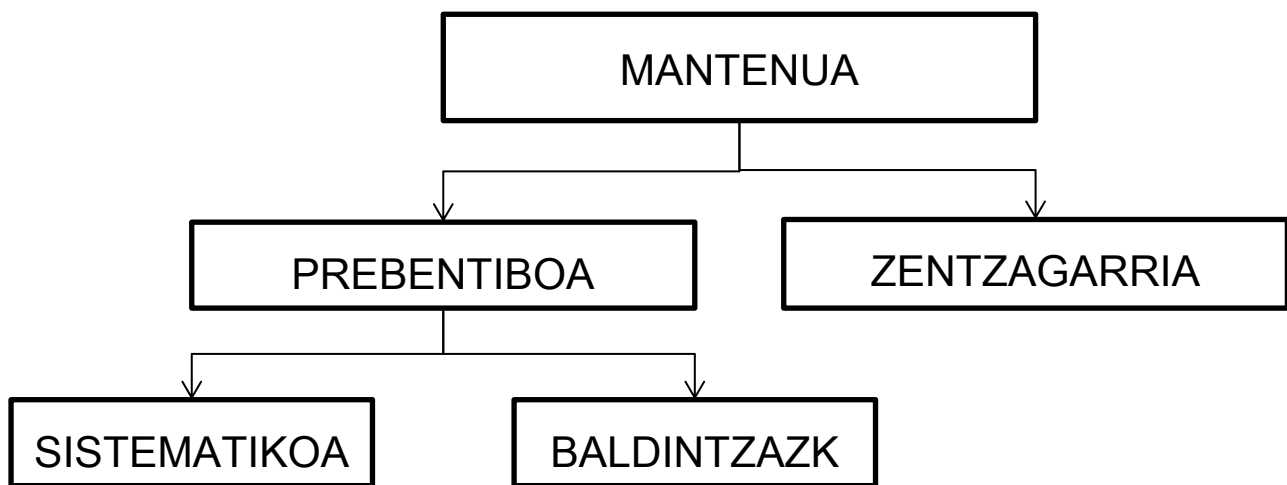 MANTENUA
PREBENTIBOA
ZENTZAGARRIA
SISTEMATIKOA
BALDINTZAZK